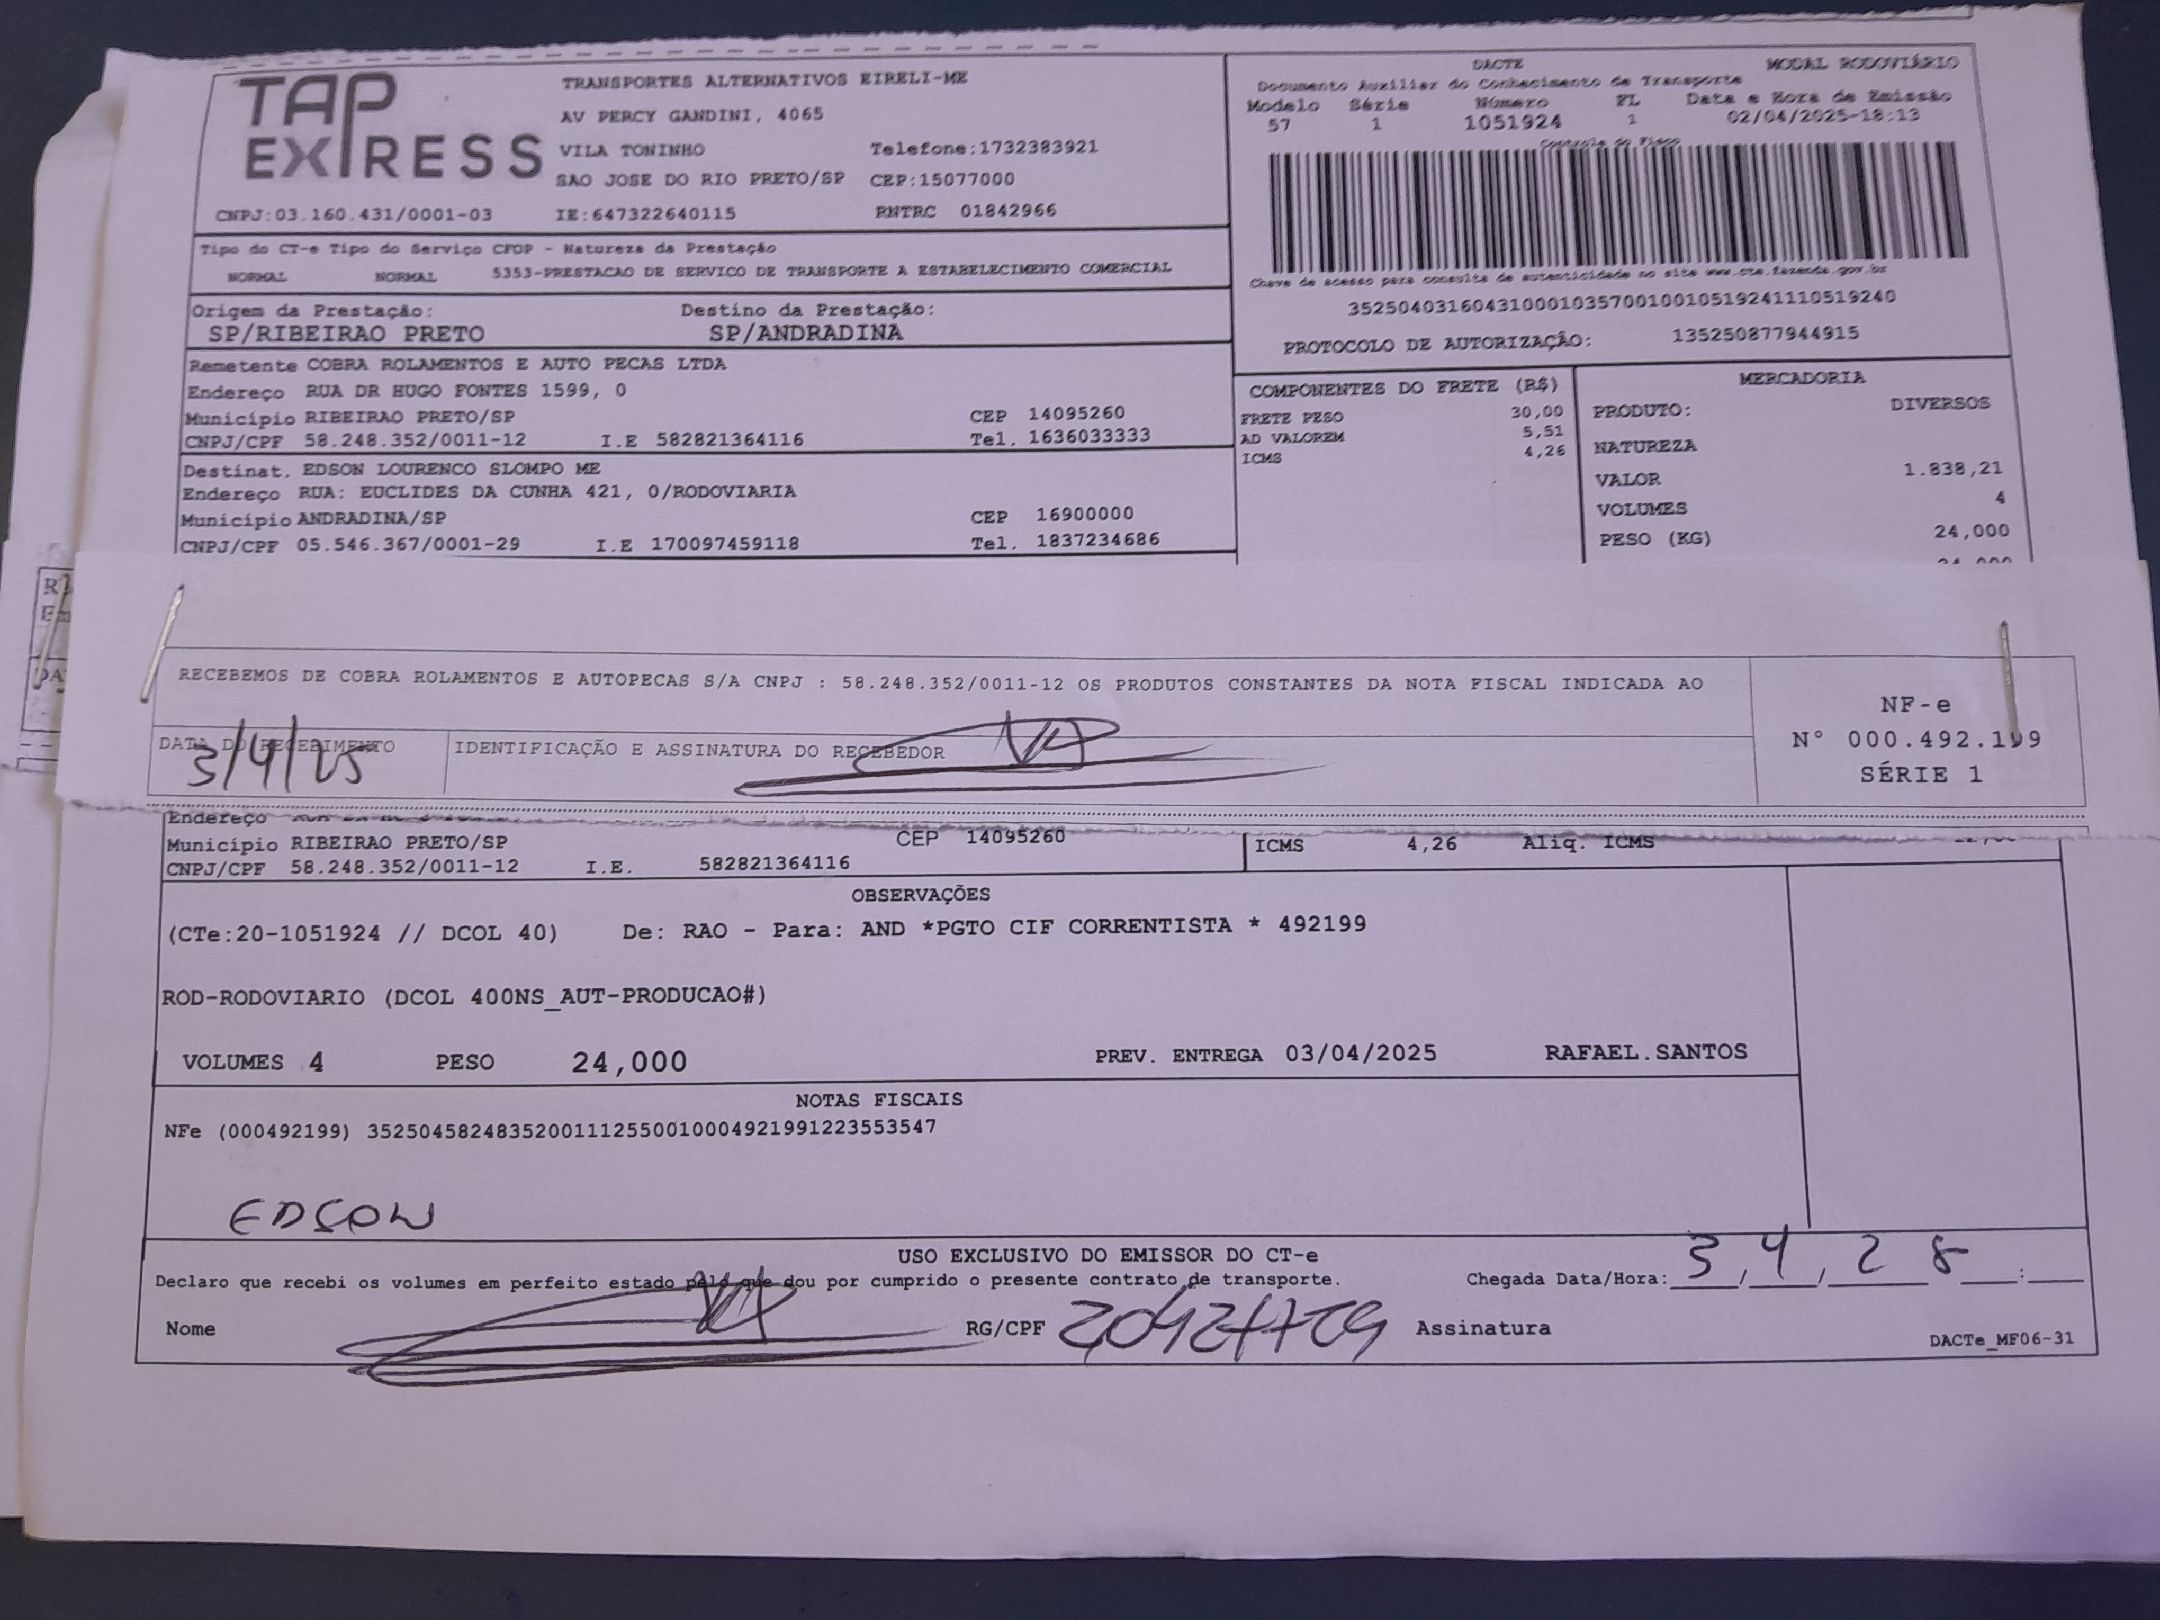 TAP EXPRESS
TRANSPORTES ALTERNATIVOS EIRELI-ME
AV PERCY GANDINI, 4065
VILA TONINHO Telefone:1732383921
SAO JOSE DO RIO PRETO/SP CEP:15077000
CNPJ:03.160.431/0001-03 IE:647322640115 RNTRC 01842966
DACTE MODAL RODOVIÁRIO
Documento Auxiliar do Conhecimento de Transporte
Modelo Série Número FL Data e Hora de Emissão
57 1 1051924 1 02/04/2025-18:13
Controle do Fisco
Chave de acesso para consulta de autenticidade no site www.cte.fazenda.gov.br
35250403160431000103570010010519241110519240
PROTOCOLO DE AUTORIZAÇÃO: 135250877944915
Tipo do CT-e Tipo do Serviço CFOP - Natureza da Prestação
NORMAL NORMAL 5353-PRESTACAO DE SERVICO DE TRANSPORTE A ESTABELECIMENTO COMERCIAL
Origem da Prestação: Destino da Prestação:
SP/RIBEIRAO PRETO SP/ANDRADINA
Remetente COBRA ROLAMENTOS E AUTO PECAS LTDA
Endereço RUA DR HUGO FONTES 1599, 0
Município RIBEIRAO PRETO/SP CEP 14095260
CNPJ/CPF 58.248.352/0011-12 I.E 582821364116 Tel. 1636033333
Destinat. EDSON LOURENCO SLOMPO ME
Endereço RUA: EUCLIDES DA CUNHA 421, 0/RODOVIARIA
Município ANDRADINA/SP CEP 16900000
CNPJ/CPF 05.546.367/0001-29 I.E 170097459118 Tel. 1837234686
COMPONENTES DO FRETE (R$)
FRETE PESO 30,00
AD VALOREM 5,51
ICMS 4,26
MERCADORIA
PRODUTO: DIVERSOS
NATUREZA
VALOR 1.838,21
VOLUMES 4
PESO (KG) 24,000
RECEBEMOS DE COBRA ROLAMENTOS E AUTOPECAS S/A CNPJ : 58.248.352/0011-12 OS PRODUTOS CONSTANTES DA NOTA FISCAL INDICADA AO
DATA DO RECEBIMENTO IDENTIFICAÇÃO E ASSINATURA DO RECEBEDOR
3/4/25
NF-e
N° 000.492.199
SÉRIE 1
Endereço
Município RIBEIRAO PRETO/SP CEP 14095260
CNPJ/CPF 58.248.352/0011-12 I.E. 582821364116
ICMS 4,26 Aliq. ICMS
OBSERVAÇÕES
(CTe:20-1051924 // DCOL 40) De: RAO - Para: AND *PGTO CIF CORRENTISTA * 492199
ROD-RODOVIARIO (DCOL 400NS_AUT-PRODUCAO#)
VOLUMES 4 PESO 24,000 PREV. ENTREGA 03/04/2025 RAFAEL.SANTOS
NOTAS FISCAIS
NFe (000492199) 35250458248352001112550010004921991223553547
EDSON
USO EXCLUSIVO DO EMISSOR DO CT-e
Declaro que recebi os volumes em perfeito estado pelo que dou por cumprido o presente contrato de transporte.
Chegada Data/Hora: 3/4/
Nome RG/CPF Assinatura
DACTe_MF06-31